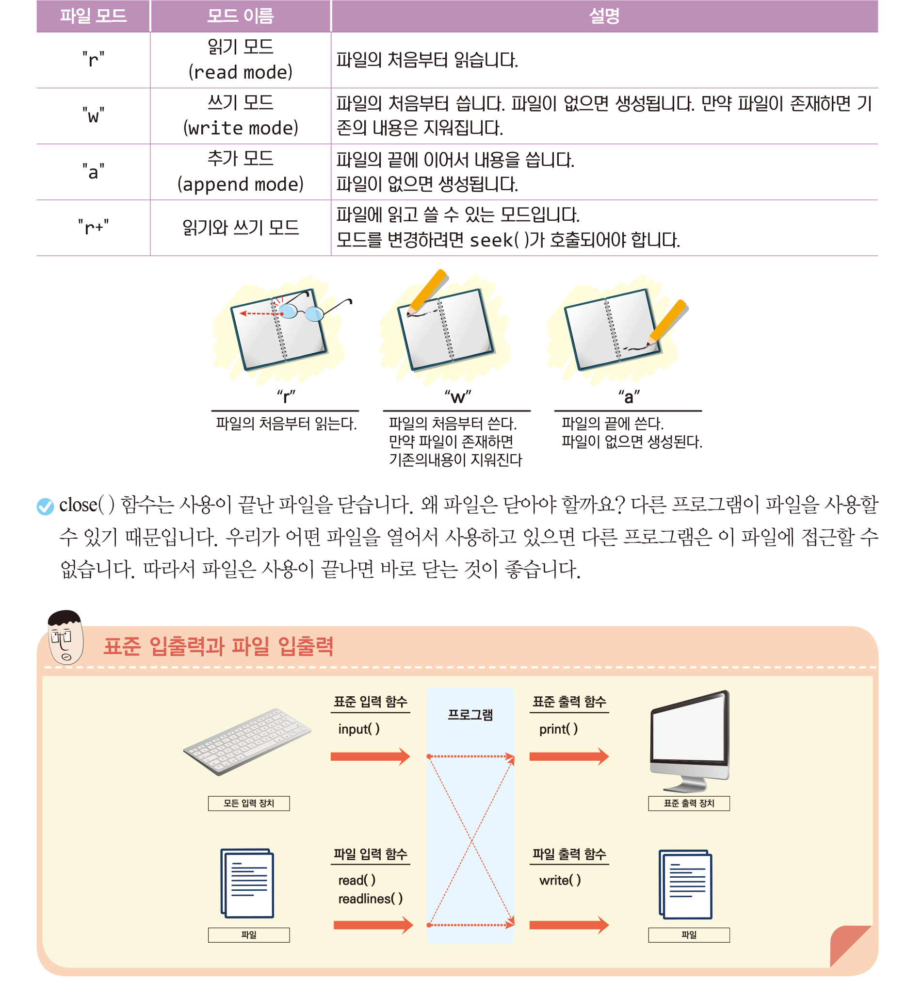 파일 모드 모드 이름 설명
"r" 읽기 모드 (read mode) 파일의 처음부터 읽습니다.
"w" 쓰기 모드 (write mode) 파일의 처음부터 씁니다. 파일이 없으면 생성됩니다. 만약 파일이 존재하면 기
존의 내용은 지워집니다.
"a" 추가 모드 (append mode) 파일의 끝에 이어서 내용을 씁니다.
파일이 없으면 생성됩니다.
"r+" 읽기와 쓰기 모드 파일에 읽고 쓸 수 있는 모드입니다.
모드를 변경하려면 seek( )가 호출되어야 합니다.
“r”
파일의 처음부터 읽는다.
“w”
파일의 처음부터 쓴다.
만약 파일이 존재하면
기존의내용이 지워진다
“a”
파일의 끝에 쓴다.
파일이 없으면 생성된다.
close( ) 함수는 사용이 끝난 파일을 닫습니다. 왜 파일은 닫아야 할까요? 다른 프로그램이 파일을 사용할
수 있기 때문입니다. 우리가 어떤 파일을 열어서 사용하고 있으면 다른 프로그램은 이 파일에 접근할 수
없습니다. 따라서 파일은 사용이 끝나면 바로 닫는 것이 좋습니다.
표준 입출력과 파일 입출력
표준 입력 함수
input( )
프로그램
표준 출력 함수
print( )
모든 입력 장치
표준 출력 장치
파일 입력 함수
read( )
readlines( )
파일 출력 함수
write( )
파일
파일